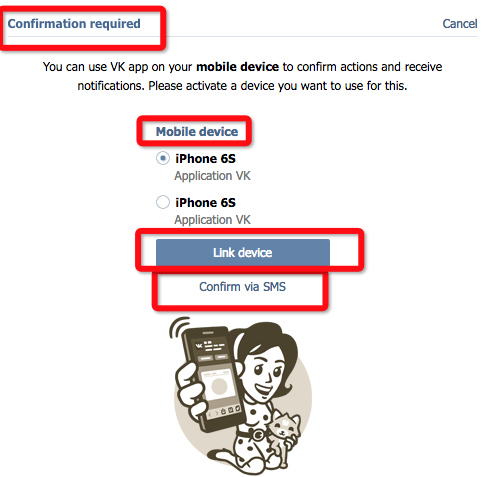 Confirmation required
Cancel
You can use VK app on your mobile device to confirm actions and receive
notifications. Please activate a device you want to use for this.
Mobile device
iPhone 6S
Application VK
iPhone 6S
Application VK
Link device
Confirm via SMS